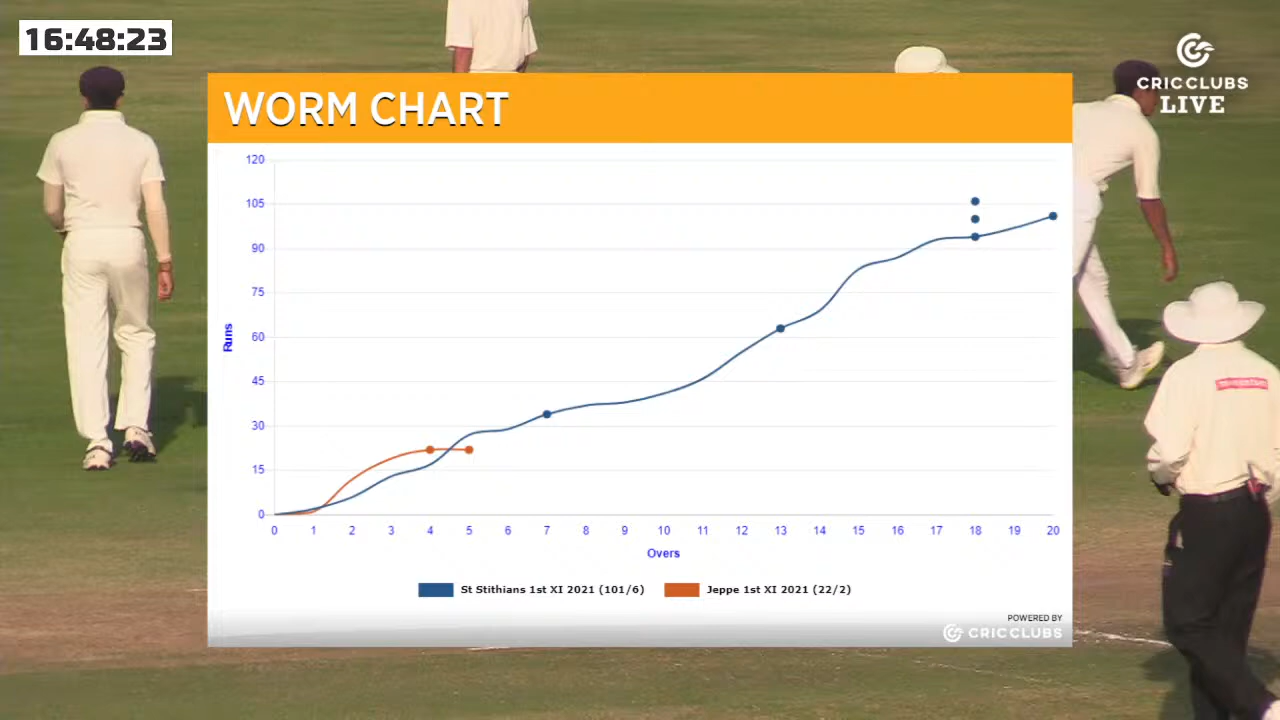 16:48:23
CRICCLUBS
LIVE
WORM CHART
120
105
90
75
60
45
30
15
0
Runs
0 1 2 3 4 5 6 7 8 9 10 11 12 13 14 15 16 17 18 19 20
Overs
St Stithians 1st XI 2021 (101/6) Jeppe 1st XI 2021 (22/2)
POWERED BY
CRICCLUBS